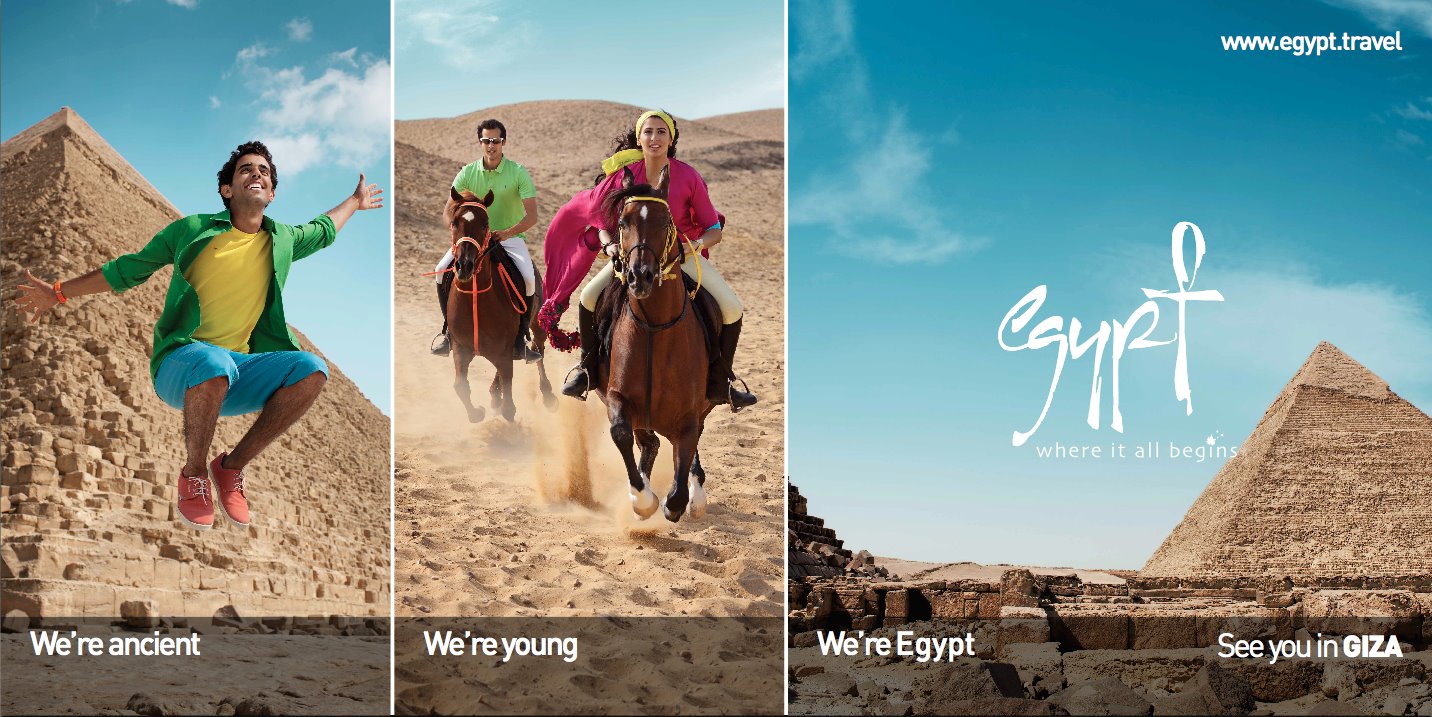 www.egypt.travel
egypt
where it all begins
We're ancient
We're young
We're Egypt
See you in GIZA